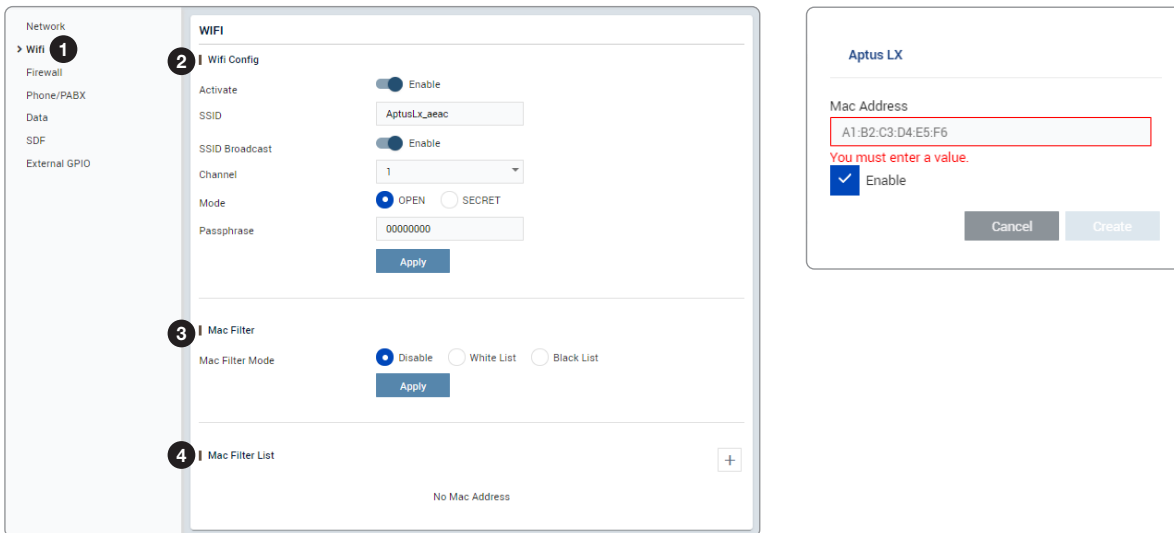 Network
Wifi 1
Firewall
Phone/PABX
Data
SDF
External GPIO
WIFI
2 Wifi Config
Activate Enable
SSID AptusLx_aeac
SSID Broadcast Enable
Channel 1
Mode OPEN SECRET
Passphrase 00000000
Apply
3 Mac Filter
Mac Filter Mode Disable White List Black List
Apply
4 Mac Filter List +
No Mac Address
Aptus LX
Mac Address
A1:B2:C3:D4:E5:F6
You must enter a value.
Enable
Cancel Create